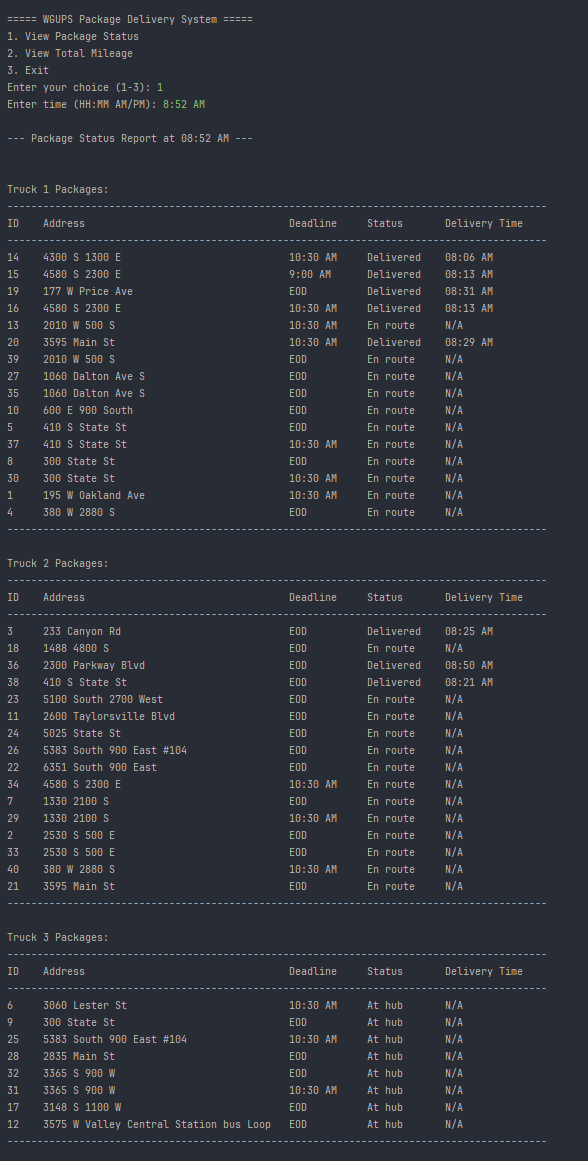 ===== WGUPS Package Delivery System =====
1. View Package Status
2. View Total Mileage
3. Exit
Enter your choice (1-3): 1
Enter time (HH:MM AM/PM): 8:52 AM
--- Package Status Report at 08:52 AM ---
Truck 1 Packages:
------------------------------------------------------------------------------------------
ID    Address                                  Deadline     Status       Delivery Time
------------------------------------------------------------------------------------------
14    4300 S 1300 E                            10:30 AM     Delivered    08:06 AM
15    4580 S 2300 E                            9:00 AM      Delivered    08:13 AM
19    177 W Price Ave                          EOD          Delivered    08:31 AM
16    4580 S 2300 E                            10:30 AM     Delivered    08:13 AM
13    2010 W 500 S                             10:30 AM     En route     N/A
20    3595 Main St                             10:30 AM     Delivered    08:29 AM
39    2010 W 500 S                             EOD          En route     N/A
27    1060 Dalton Ave S                        EOD          En route     N/A
35    1060 Dalton Ave S                        EOD          En route     N/A
10    600 E 900 South                          EOD          En route     N/A
5     410 S State St                           EOD          En route     N/A
37    410 S State St                           10:30 AM     En route     N/A
8     300 State St                             EOD          En route     N/A
30    300 State St                             10:30 AM     En route     N/A
1     195 W Oakland Ave                        10:30 AM     En route     N/A
4     380 W 2880 S                             EOD          En route     N/A
------------------------------------------------------------------------------------------
Truck 2 Packages:
------------------------------------------------------------------------------------------
ID    Address                                  Deadline     Status       Delivery Time
------------------------------------------------------------------------------------------
3     233 Canyon Rd                            EOD          Delivered    08:25 AM
18    1488 4800 S                              EOD          En route     N/A
36    2300 Parkway Blvd                        EOD          Delivered    08:50 AM
38    410 S State St                           EOD          Delivered    08:21 AM
23    5100 South 2700 West                     EOD          En route     N/A
11    2600 Taylorsville Blvd                   EOD          En route     N/A
24    5025 State St                            EOD          En route     N/A
26    5383 South 900 East #104                 EOD          En route     N/A
22    6351 South 900 East                      EOD          En route     N/A
34    4580 S 2300 E                            10:30 AM     En route     N/A
7     1330 2100 S                              EOD          En route     N/A
29    1330 2100 S                              10:30 AM     En route     N/A
2     2530 S 500 E                             EOD          En route     N/A
33    2530 S 500 E                             EOD          En route     N/A
40    380 W 2880 S                             10:30 AM     En route     N/A
21    3595 Main St                             EOD          En route     N/A
------------------------------------------------------------------------------------------
Truck 3 Packages:
------------------------------------------------------------------------------------------
ID    Address                                  Deadline     Status       Delivery Time
------------------------------------------------------------------------------------------
6     3060 Lester St                           10:30 AM     At hub       N/A
9     300 State St                             EOD          At hub       N/A
25    5383 South 900 East #104                 10:30 AM     At hub       N/A
28    2835 Main St                             EOD          At hub       N/A
32    3365 S 900 W                             EOD          At hub       N/A
31    3365 S 900 W                             10:30 AM     At hub       N/A
17    3148 S 1100 W                            EOD          At hub       N/A
12    3575 W Valley Central Station bus Loop   EOD          At hub       N/A
------------------------------------------------------------------------------------------